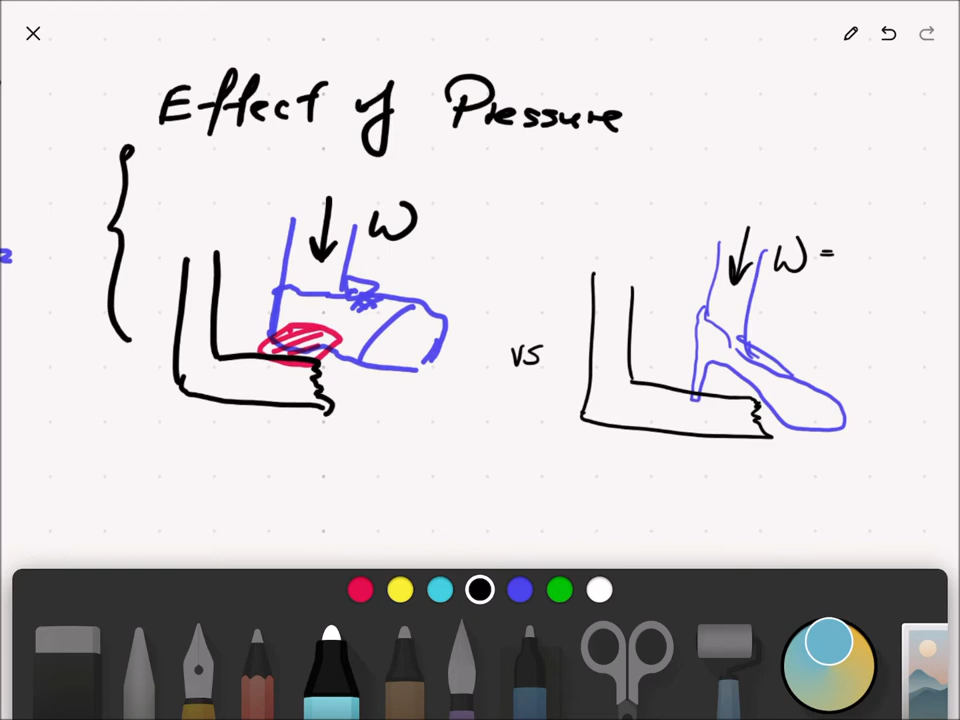 Effect of Pressure
W
vs
W =